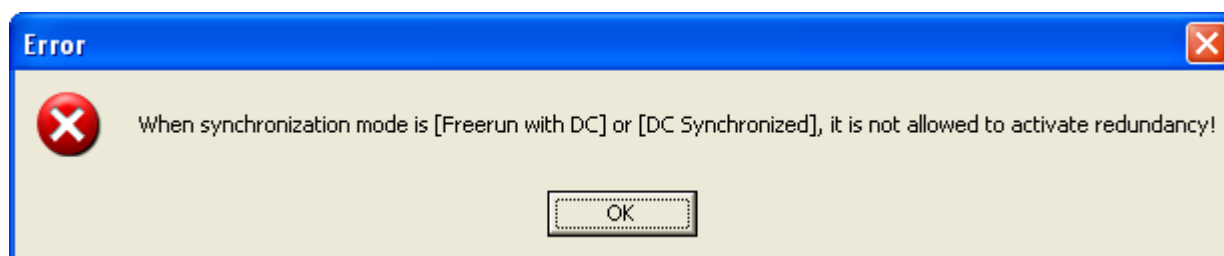 Error
When synchronization mode is [Freerun with DC] or [DC Synchronized], it is not allowed to activate redundancy!
OK